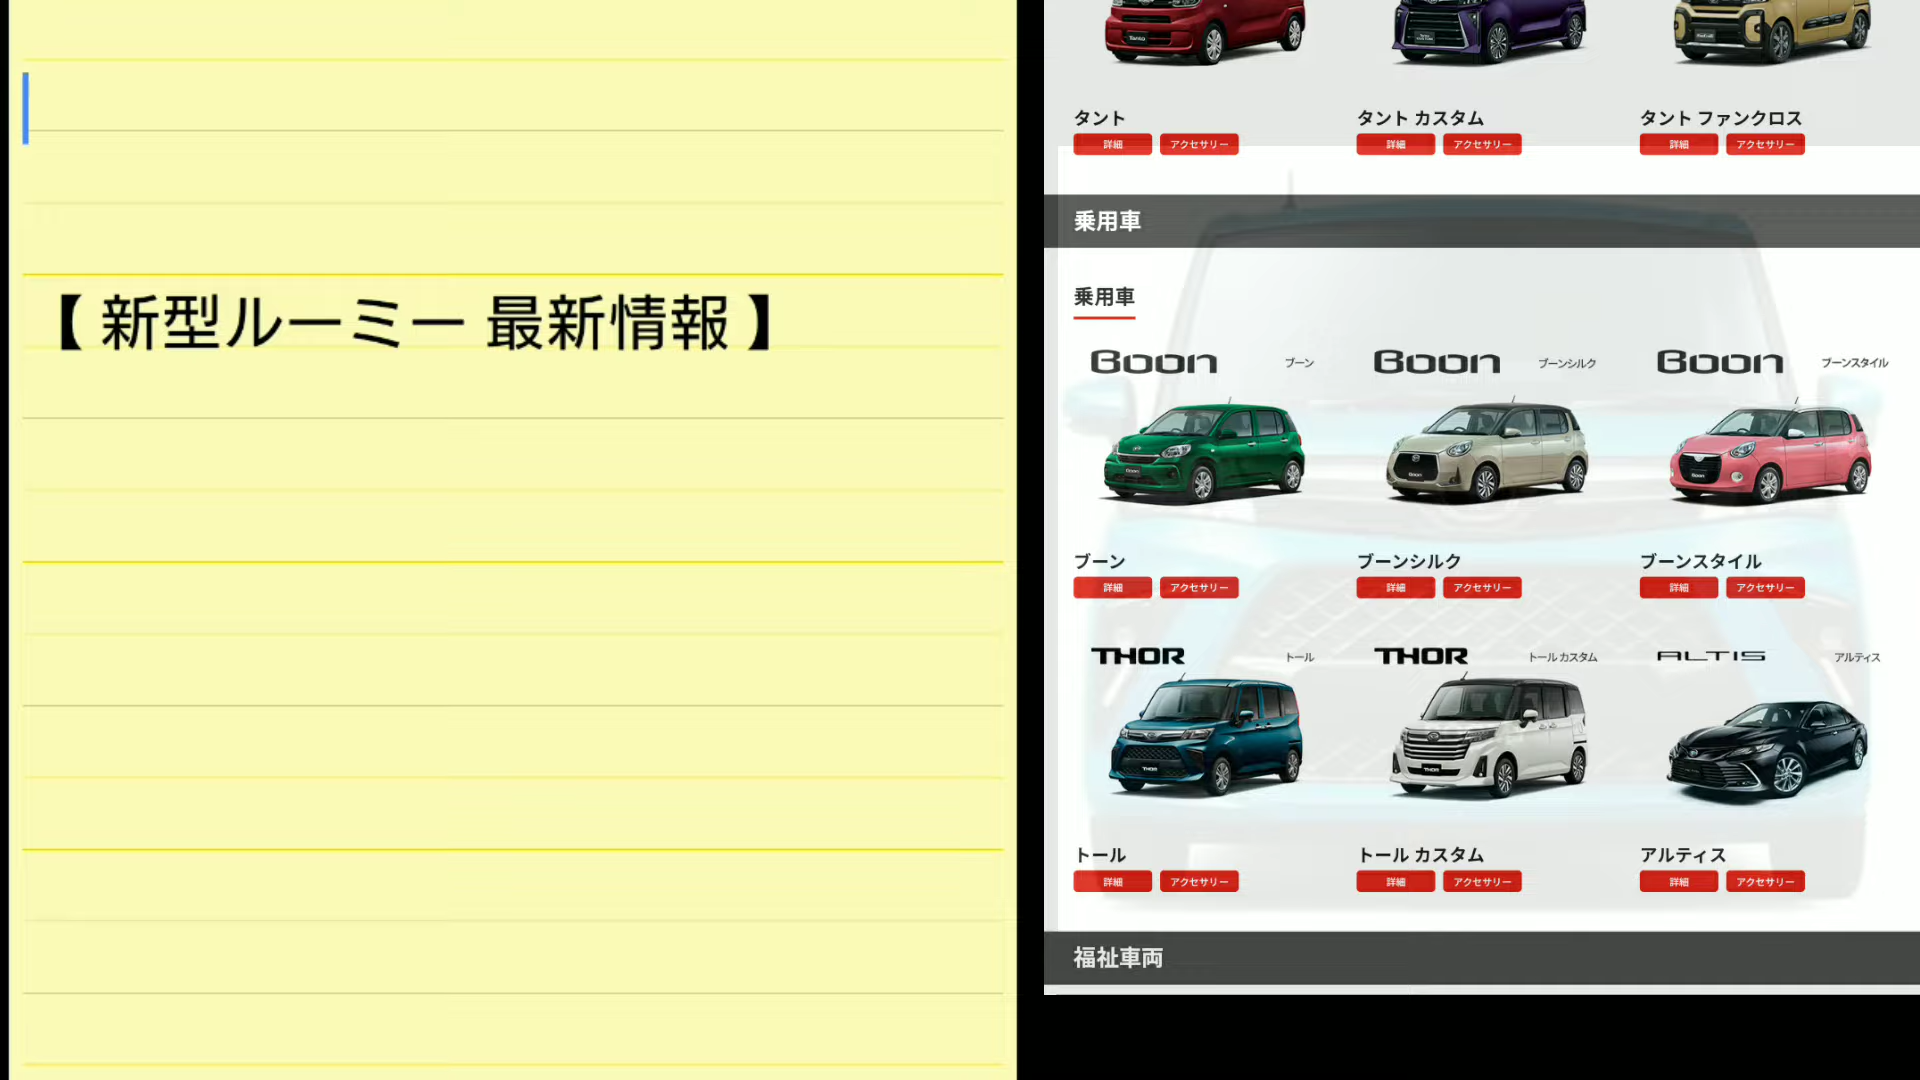 【 新型ルーミー 最新情報 】
タント
詳細 アクセサリー
タント カスタム
詳細 アクセサリー
タント ファンクロス
詳細 アクセサリー
乗用車
乗用車
Boon ブーン
Boon ブーンシルク
Boon ブーンスタイル
ブーン
詳細 アクセサリー
ブーンシルク
詳細 アクセサリー
ブーンスタイル
詳細 アクセサリー
THOR トール
THOR トールカスタム
ALTIS アルティス
THOR
THOR
トール
詳細 アクセサリー
トール カスタム
詳細 アクセサリー
アルティス
詳細 アクセサリー
福祉車両